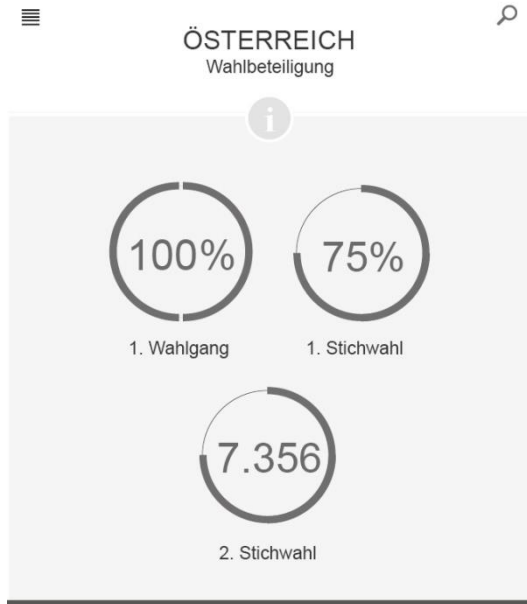 ÖSTERREICH
Wahlbeteiligung
i
100%
75%
1. Wahlgang
1. Stichwahl
7.356
2. Stichwahl